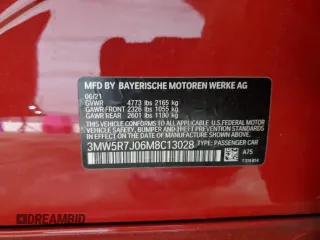 MFD BY BAYERISCHE MOTOREN WERKE AG
06/21
GVWR 4773 lbs 2165 kg
GAWR FRONT 2326 lbs 1055 kg
GAWR REAR 2601 lbs 1180 kg
THIS VEHICLE CONFORMS TO ALL APPLICABLE
U.S. FEDERAL MOTOR VEHICLE SAFETY, BUMPER,
AND THEFT PREVENTION STANDARDS IN EFFECT ON THE
DATE OF MANUFACTURE SHOWN ABOVE.
3MW5R7J06M8C13028 TYPE: PASSENGER CAR
A75
DREAMBID